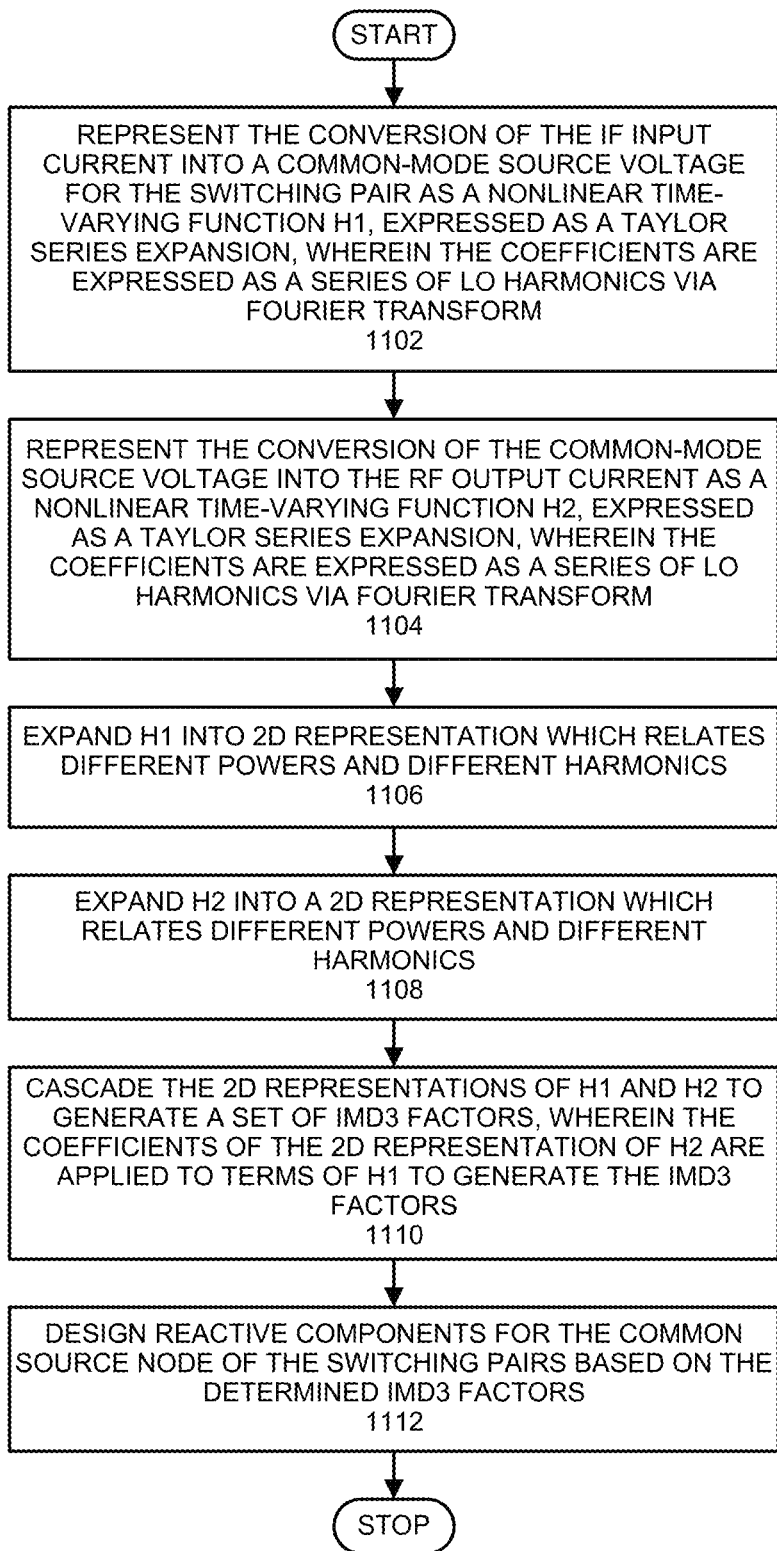 START
REPRESENT THE CONVERSION OF THE IF INPUT
CURRENT INTO A COMMON-MODE SOURCE VOLTAGE
FOR THE SWITCHING PAIR AS A NONLINEAR TIME-
VARYING FUNCTION H1, EXPRESSED AS A TAYLOR
SERIES EXPANSION, WHEREIN THE COEFFICIENTS ARE
EXPRESSED AS A SERIES OF LO HARMONICS VIA
FOURIER TRANSFORM
1102
REPRESENT THE CONVERSION OF THE COMMON-MODE
SOURCE VOLTAGE INTO THE RF OUTPUT CURRENT AS A
NONLINEAR TIME-VARYING FUNCTION H2, EXPRESSED
AS A TAYLOR SERIES EXPANSION, WHEREIN THE
COEFFICIENTS ARE EXPRESSED AS A SERIES OF LO
HARMONICS VIA FOURIER TRANSFORM
1104
EXPAND H1 INTO 2D REPRESENTATION WHICH RELATES
DIFFERENT POWERS AND DIFFERENT HARMONICS
1106
EXPAND H2 INTO A 2D REPRESENTATION WHICH
RELATES DIFFERENT POWERS AND DIFFERENT
HARMONICS
1108
CASCADE THE 2D REPRESENTATIONS OF H1 AND H2 TO
GENERATE A SET OF IMD3 FACTORS, WHEREIN THE
COEFFICIENTS OF THE 2D REPRESENTATION OF H2 ARE
APPLIED TO TERMS OF H1 TO GENERATE THE IMD3
FACTORS
1110
DESIGN REACTIVE COMPONENTS FOR THE COMMON
SOURCE NODE OF THE SWITCHING PAIRS BASED ON THE
DETERMINED IMD3 FACTORS
1112
STOP